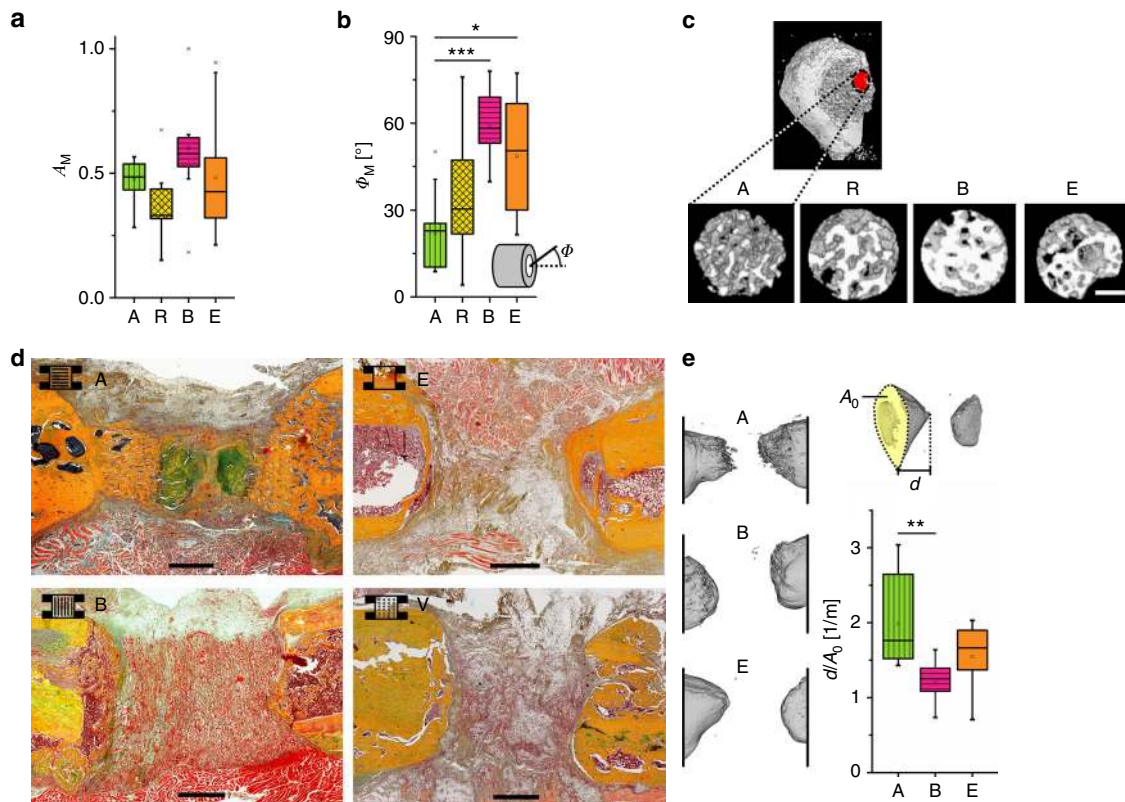 a
1.0
0.5
0.0
A_M
A R B E
b
90
60
30
0
Φ_M [°]
*
***
Φ
A R B E
c
A R B E
d
A
E
B
V
e
A
B
E
A_0
d
3
2
1
0
d/A_0 [1/m]
**
A B E